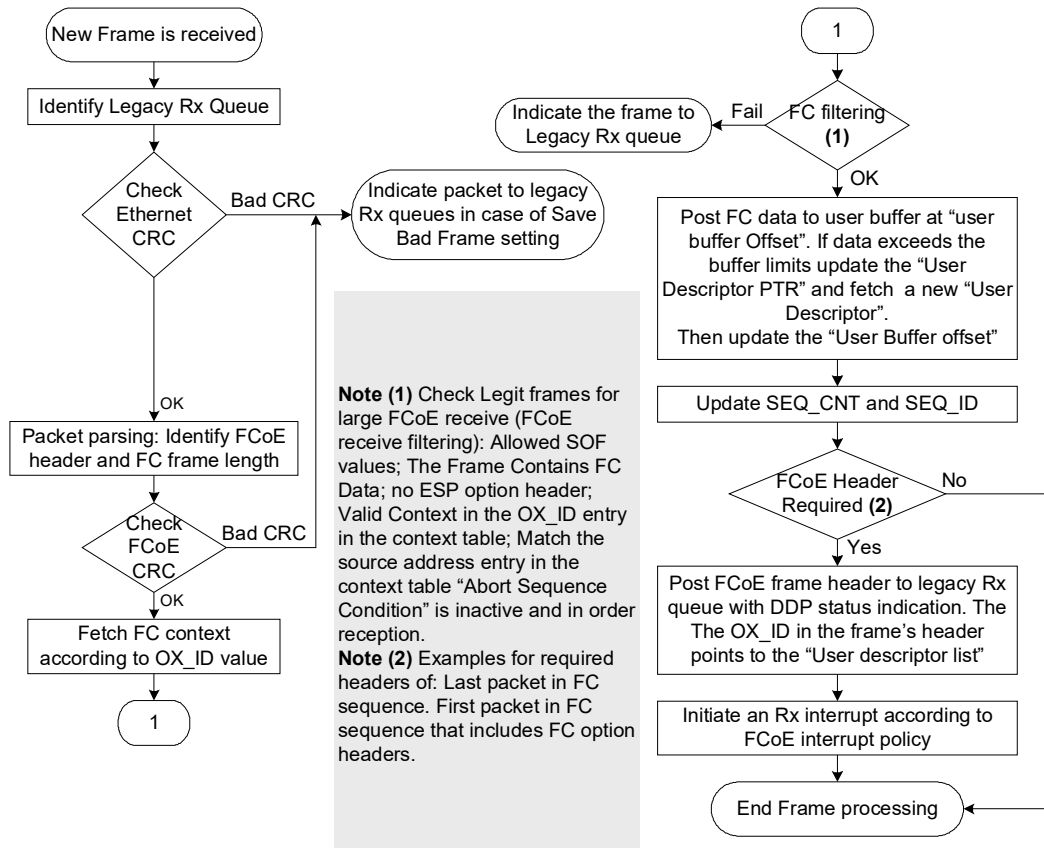 New Frame is received
Identify Legacy Rx Queue
Check
Ethernet
CRC
Bad CRC
Indicate packet to legacy
Rx queues in case of Save
Bad Frame setting
OK
Packet parsing: Identify FCoE
header and FC frame length
Check
FCoE
CRC
Bad CRC
OK
Fetch FC context
according to OX_ID value
1
Note (1) Check Legit frames for
large FCoE receive (FCoE
receive filtering): Allowed SOF
values; The Frame Contains FC
Data; no ESP option header;
Valid Context in the OX_ID entry
in the context table; Match the
source address entry in the
context table “Abort Sequence
Condition” is inactive and in order
reception.
Note (2) Examples for required
headers of: Last packet in FC
sequence. First packet in FC
sequence that includes FC option
headers.
1
FC filtering
(1)
Fail
Indicate the frame to
Legacy Rx queue
OK
Post FC data to user buffer at “user
buffer Offset”. If data exceeds the
buffer limits update the “User
Descriptor PTR” and fetch a new “User
Descriptor”.
Then update the “User Buffer offset”
Update SEQ_CNT and SEQ_ID
FCoE Header
Required (2)
No
Yes
Post FCoE frame header to legacy Rx
queue with DDP status indication. The
The OX_ID in the frame’s header
points to the “User descriptor list”
Initiate an Rx interrupt according to
FCoE interrupt policy
End Frame processing